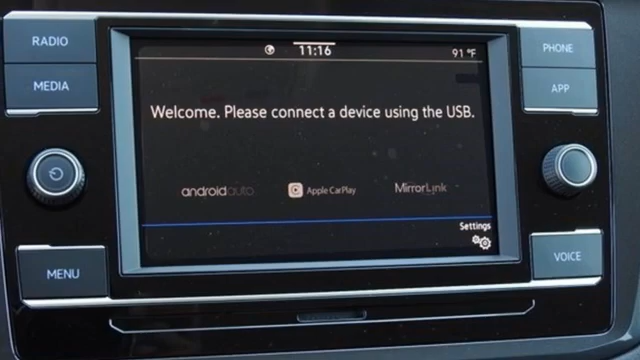 RADIO
MEDIA
MENU
11:16
91 °F
Welcome. Please connect a device using the USB.
androidauto
Apple CarPlay
MirrorLink
Settings
PHONE
APP
VOICE